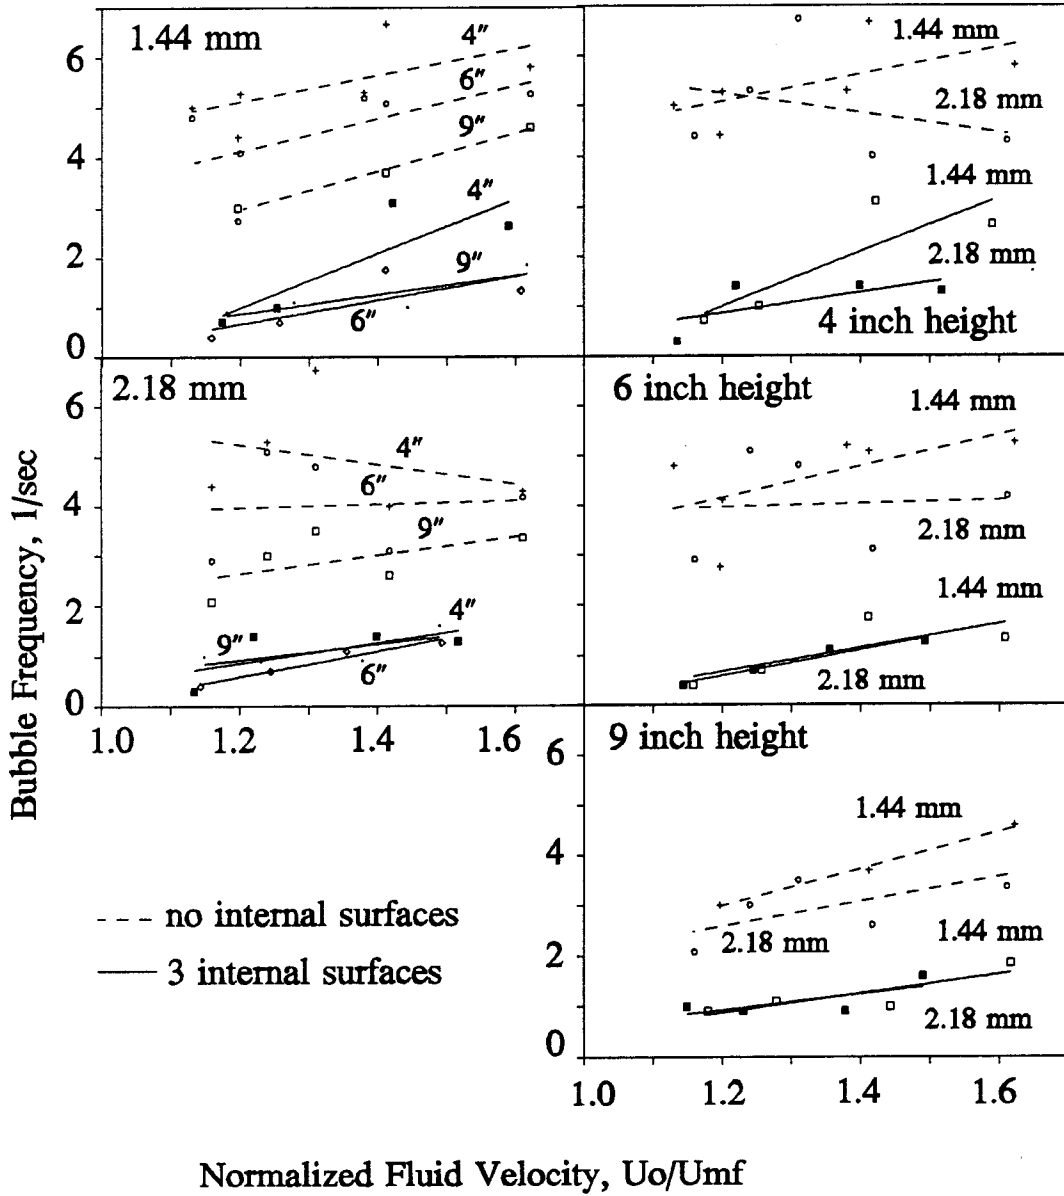 1.44 mm
4″
6″
9″
4″
9″
6″
6
4
2
0
1.44 mm
2.18 mm
1.44 mm
2.18 mm
4 inch height
2.18 mm
4″
6″
9″
4″
9″
6″
6
4
2
0
1.0 1.2 1.4 1.6
6 inch height
1.44 mm
2.18 mm
1.44 mm
2.18 mm
9 inch height
1.44 mm
2.18 mm
1.44 mm
2.18 mm
6
4
2
0
1.0 1.2 1.4 1.6
Bubble Frequency, 1/sec
no internal surfaces
3 internal surfaces
Normalized Fluid Velocity, Uo/Umf